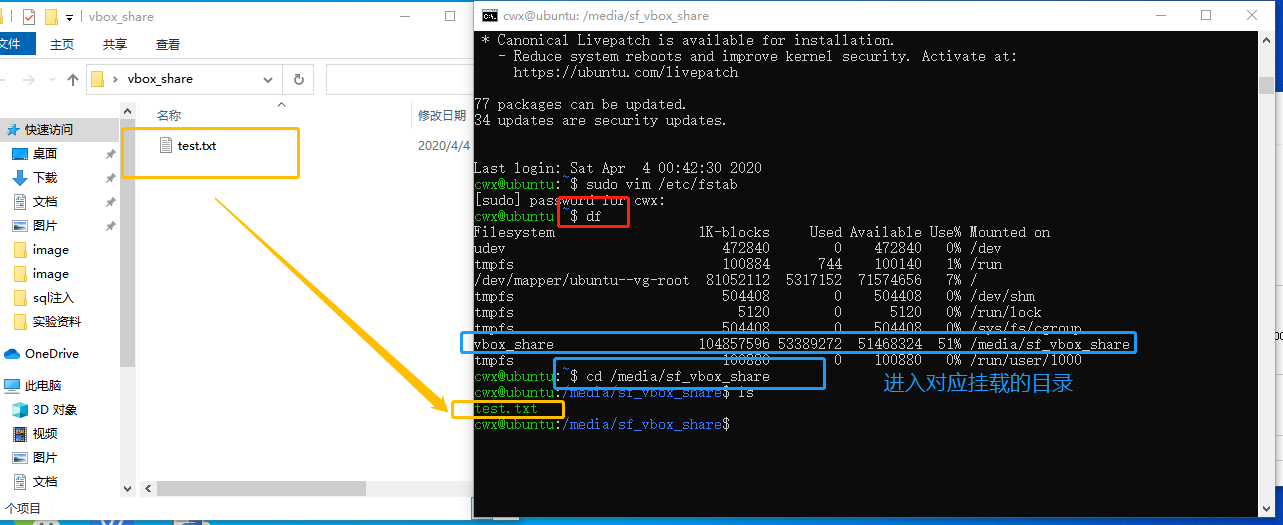 vbox_share
文件 主页 共享 查看
vbox_share
名称 修改日期
test.txt 2020/4/4
快速访问
桌面
下载
文档
图片
image
image
sql注入
实验资料
OneDrive
此电脑
3D 对象
视频
图片
文档
个项目
cwx@ubuntu: /media/sf_vbox_share
* Canonical Livepatch is available for installation.
- Reduce system reboots and improve kernel security. Activate at:
https://ubuntu.com/livepatch
77 packages can be updated.
34 updates are security updates.
Last login: Sat Apr  4 00:42:30 2020
cwx@ubuntu:~$ sudo vim /etc/fstab
[sudo] password for cwx:
cwx@ubuntu:~$ df
Filesystem 1K-blocks Used Available Use% Mounted on
udev 472840 0 472840 0% /dev
tmpfs 100884 744 100140 1% /run
/dev/mapper/ubuntu--vg-root 81052112 5317152 71574656 7% /
tmpfs 504408 0 504408 0% /dev/shm
tmpfs 5120 0 5120 0% /run/lock
tmpfs 504408 0 504408 0% /sys/fs/cgroup
vbox_share 104857596 53389272 51468324 51% /media/sf_vbox_share
tmpfs 100880 0 100880 0% /run/user/1000
cwx@ubuntu:~$ cd /media/sf_vbox_share
进入对应挂载的目录
cwx@ubuntu:/media/sf_vbox_share$ ls
test.txt
cwx@ubuntu:/media/sf_vbox_share$